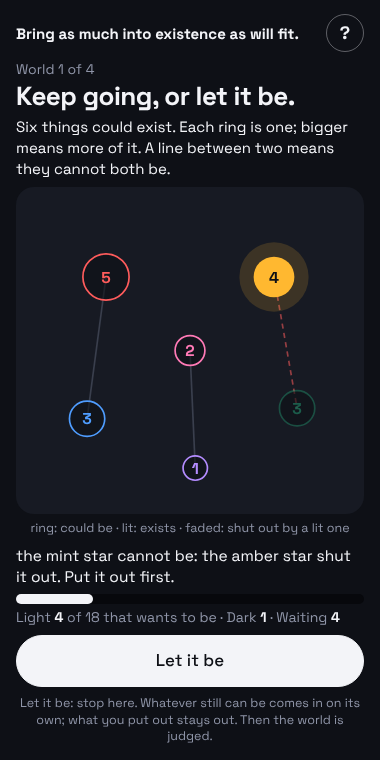 Bring as much into existence as will fit.
?
World 1 of 4
Keep going, or let it be.
Six things could exist. Each ring is one; bigger
means more of it. A line between two means
they cannot both be.
5
4
2
3
3
1
ring: could be · lit: exists · faded: shut out by a lit one
the mint star cannot be: the amber star shut
it out. Put it out first.
Light 4 of 18 that wants to be · Dark 1 · Waiting 4
Let it be
Let it be: stop here. Whatever still can be comes in on its
own; what you put out stays out. Then the world is
judged.